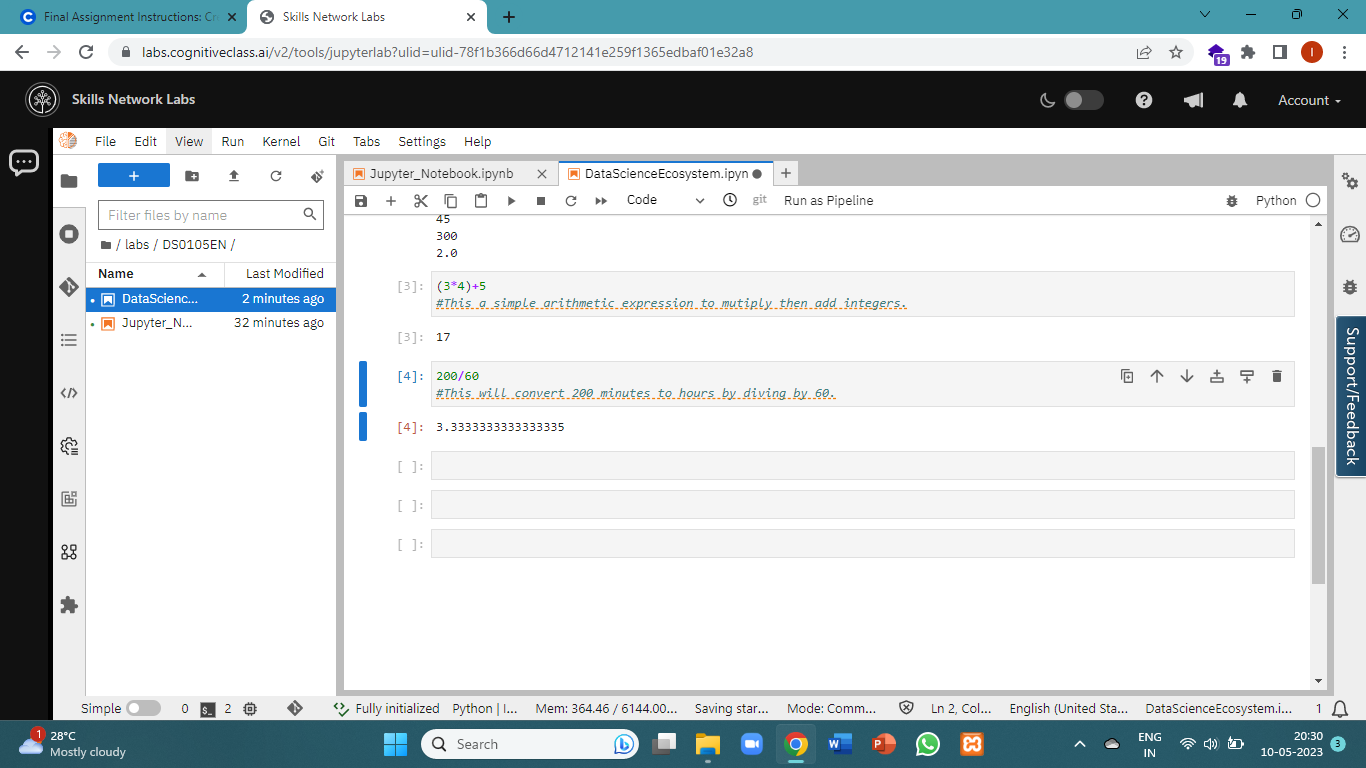 Final Assignment Instructions: Cr
Skills Network Labs
labs.cognitiveclass.ai/v2/tools/jupyterlab?ulid=ulid-78f1b366d66d4712141e259f1365edbaf01e32a8
19
I
Skills Network Labs
Account
File Edit View Run Kernel Git Tabs Settings Help
Filter files by name
/ labs / DS0105EN /
Name Last Modified
DataScienc... 2 minutes ago
Jupyter_N... 32 minutes ago
Jupyter_Notebook.ipynb
DataScienceEcosystem.ipyn
Code
git
Run as Pipeline
Python
45
300
2.0
[3]: (3*4)+5
#This a simple arithmetic expression to mutiply then add integers.
[3]: 17
[4]: 200/60
#This will convert 200 minutes to hours by diving by 60.
[4]: 3.3333333333333335
[ ]:
[ ]:
[ ]:
Support/Feedback
Simple 0 $_ 2 Fully initialized Python | I... Mem: 364.46 / 6144.00... Saving star... Mode: Comm... Ln 2, Col... English (United Sta... DataScienceEcosystem.i... 1
1
28°C
Mostly cloudy
Search
ENG
IN
20:30
10-05-2023
3